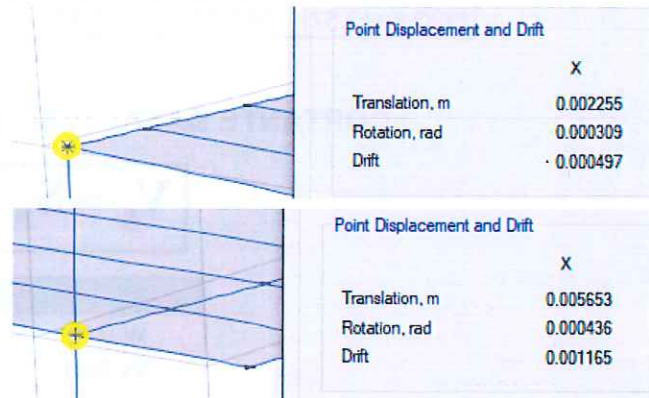 Point Displacement and Drift
X
Translation, m 0.002255
Rotation, rad 0.000309
Drift 0.000497
Point Displacement and Drift
X
Translation, m 0.005653
Rotation, rad 0.000436
Drift 0.001165